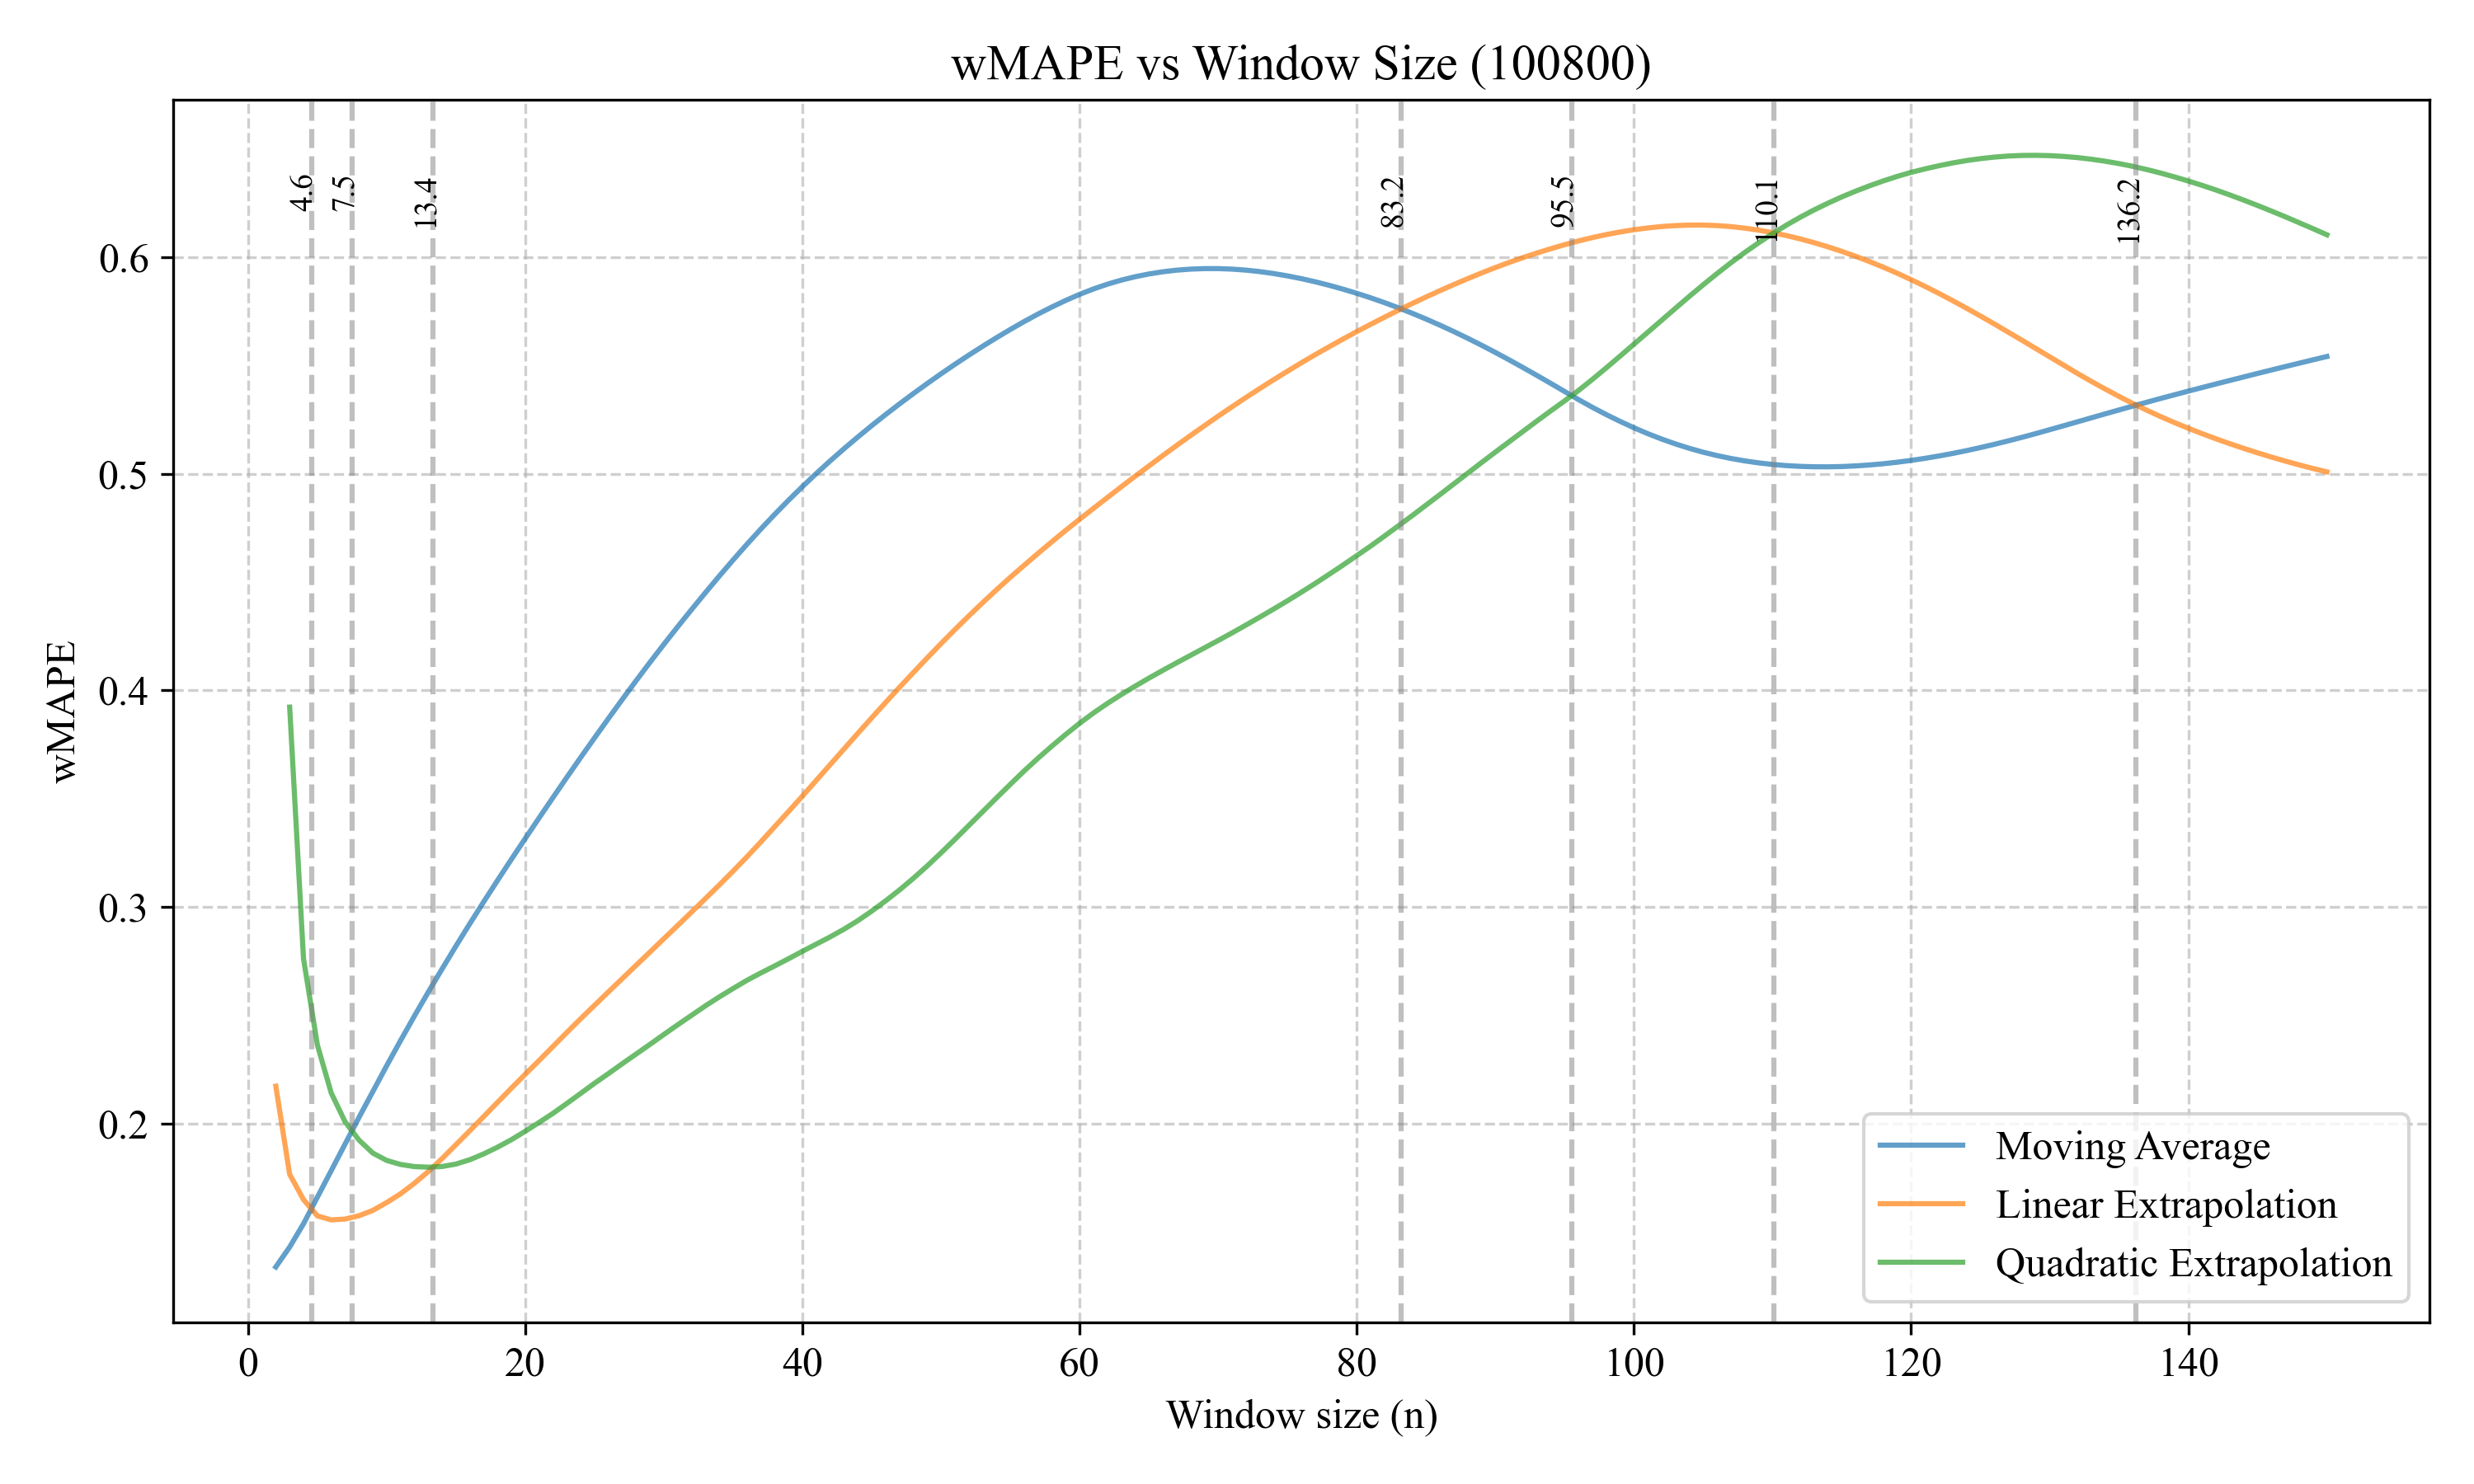 wMAPE vs Window Size (100800)
4.6
7.5
13.4
83.2
95.5
110.1
136.2
0.6
0.5
0.4
0.3
0.2
wMAPE
Moving Average
Linear Extrapolation
Quadratic Extrapolation
0 20 40 60 80 100 120 140
Window size (n)